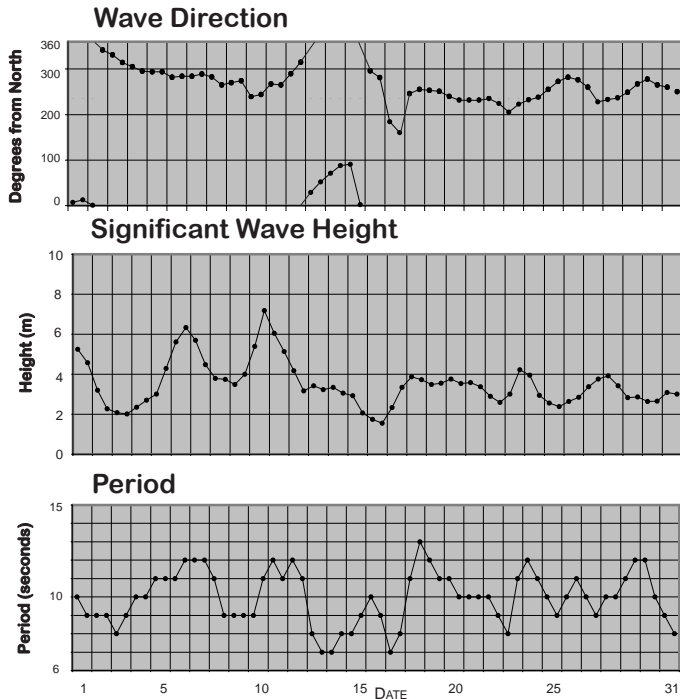 Wave Direction
Degrees from North
360
300
200
100
0
Significant Wave Height
Height (m)
10
8
6
4
2
0
Period
Period (seconds)
15
10
6
1 5 10 15 DATE 20 25 31